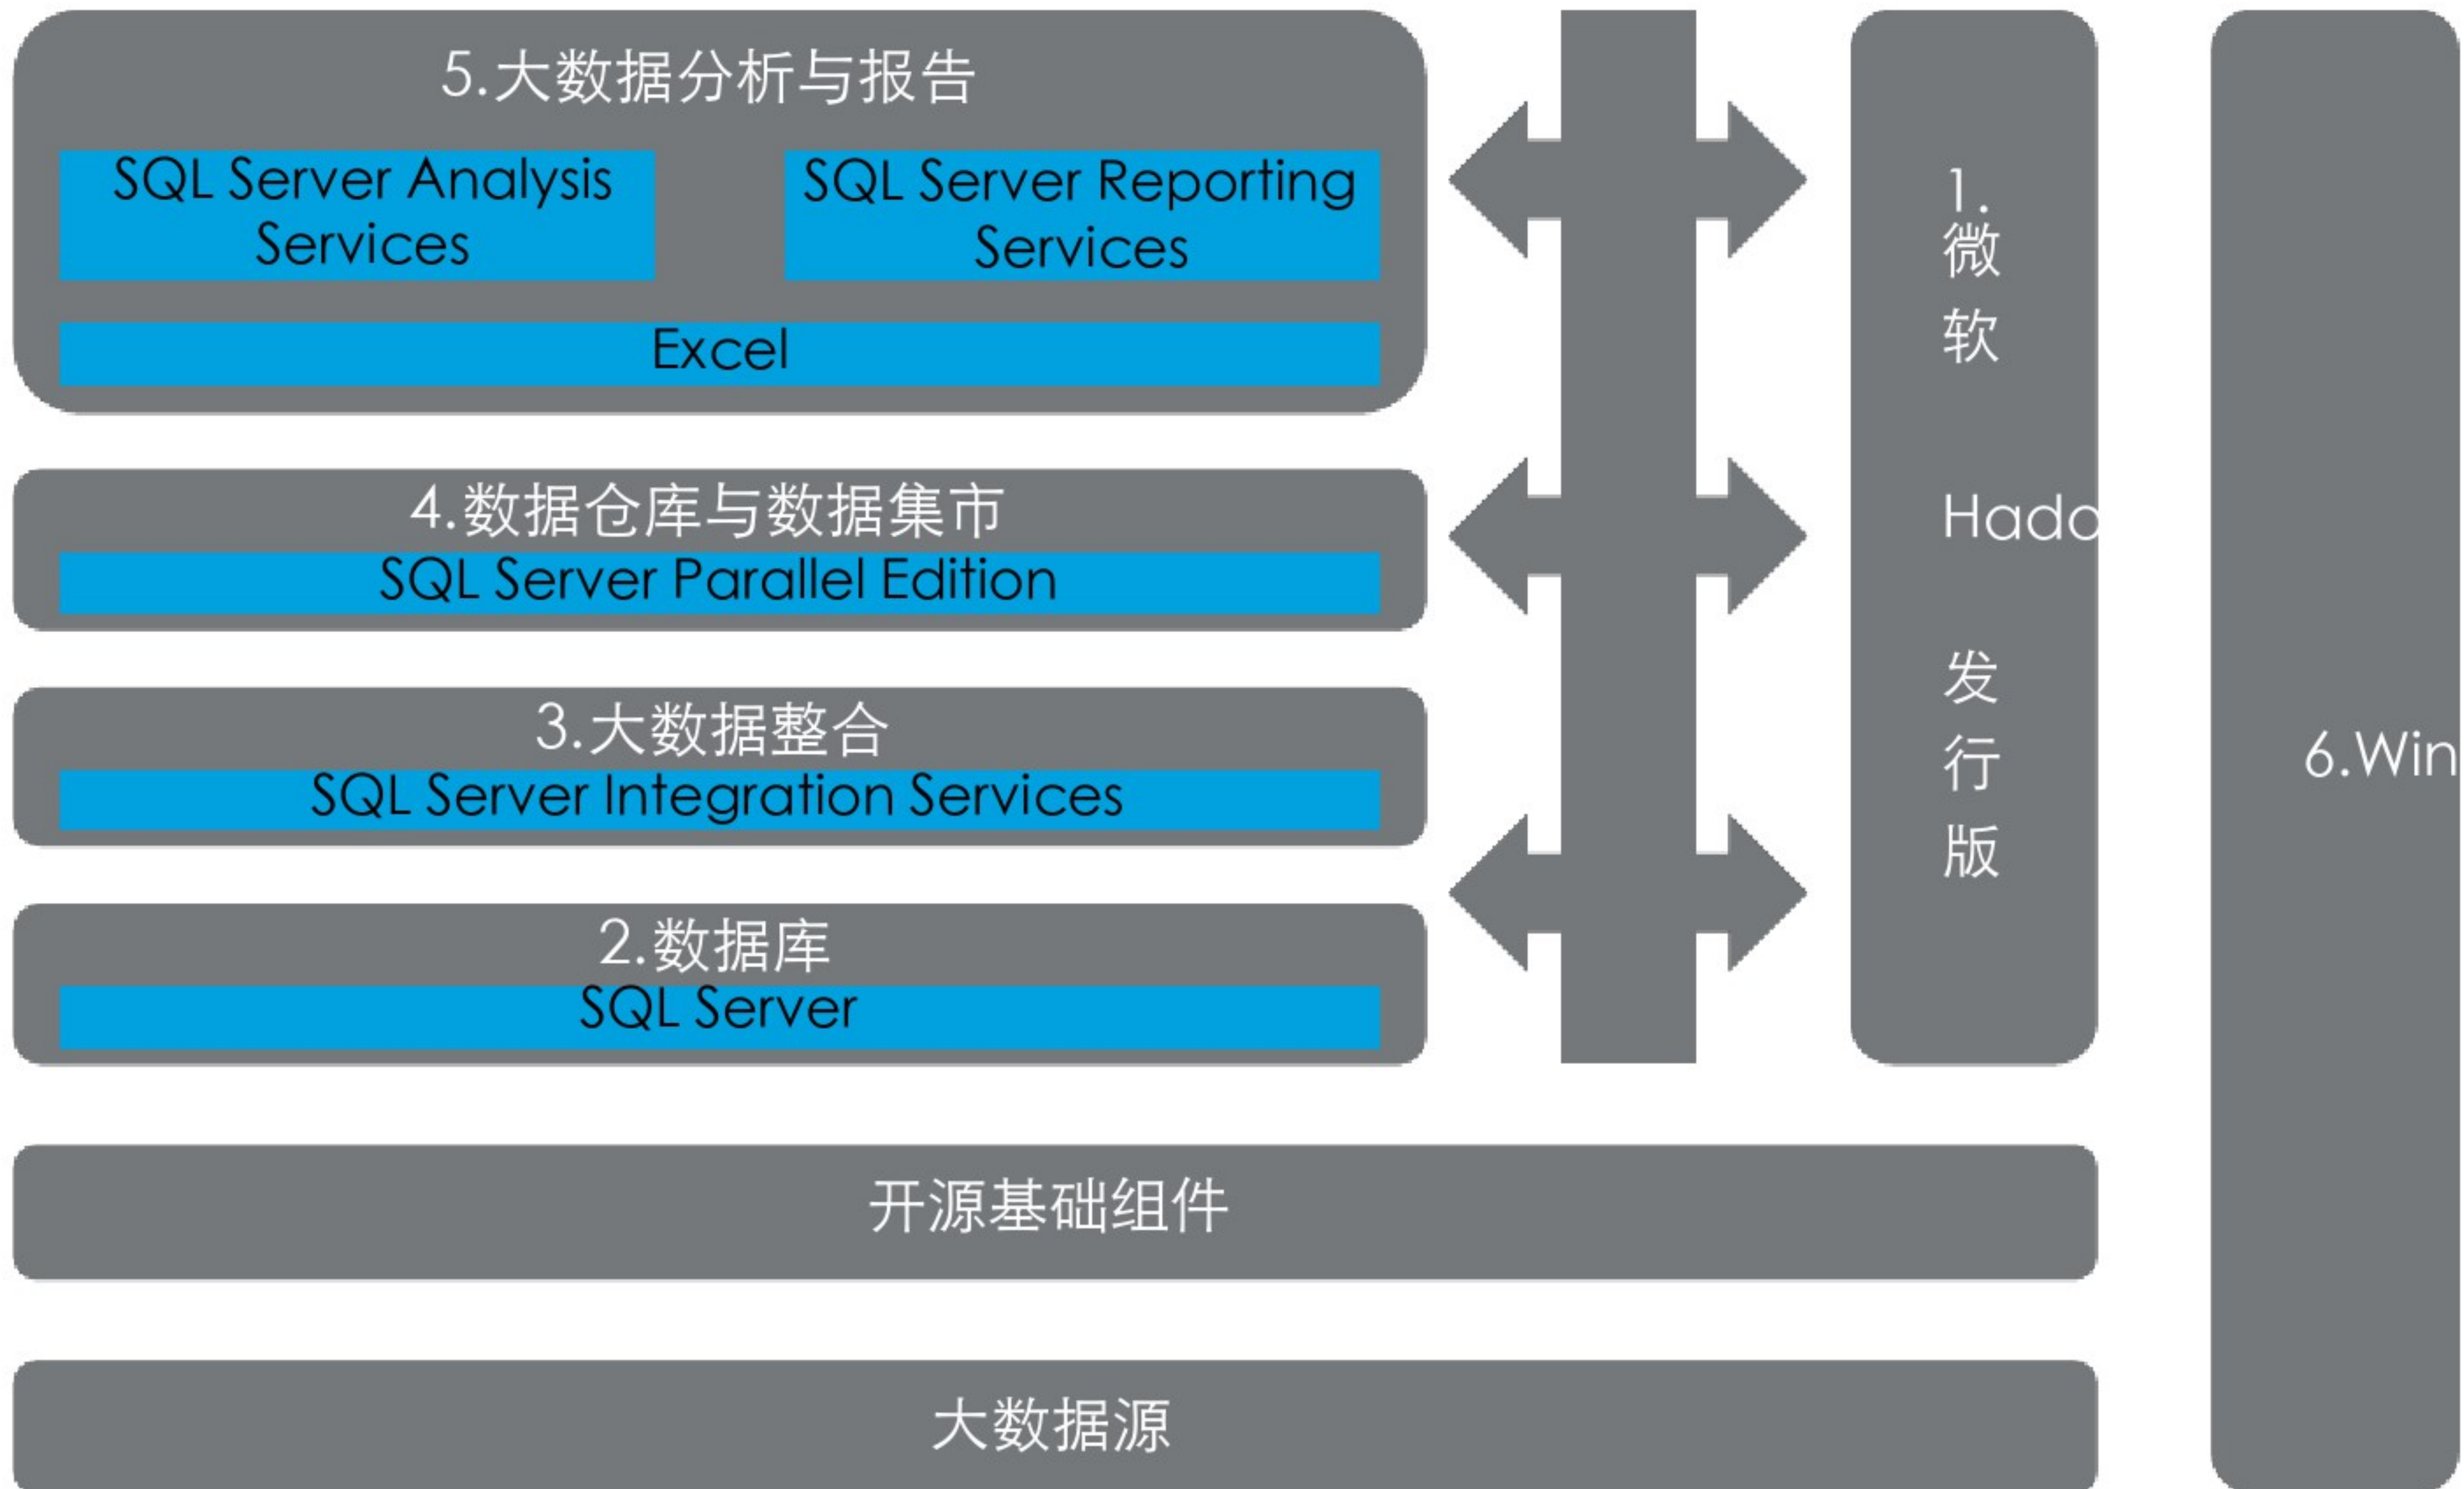 5.大数据分析与报告
SQL Server Analysis
Services
SQL Server Reporting
Services
Excel
4.数据仓库与数据集市
SQL Server Parallel Edition
3.大数据整合
SQL Server Integration Services
2.数据库
SQL Server
开源基础组件
大数据源
1.
微
软
Hado
发
行
版
6.Win